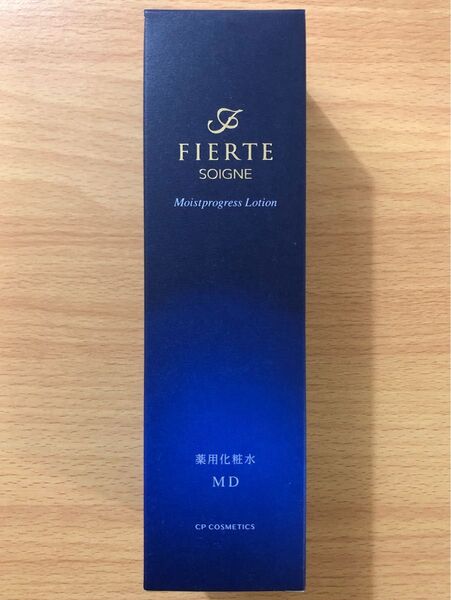 FIERTE
SOIGNE
Moistprogress Lotion
薬用化粧水
MD
CP COSMETICS